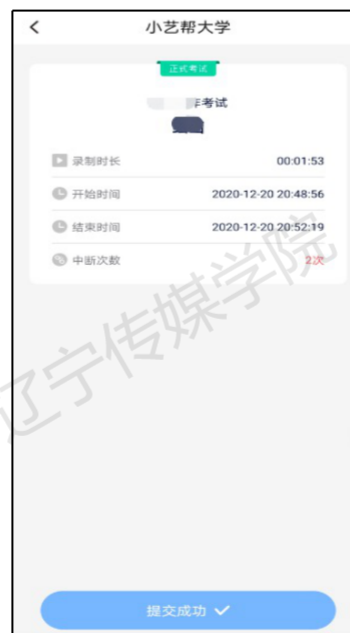 小艺帮大学
正式考试
考试
录制时长 00:01:53
开始时间 2020-12-20 20:48:56
结束时间 2020-12-20 20:52:19
中断次数 2次
辽宁传媒学院
提交成功